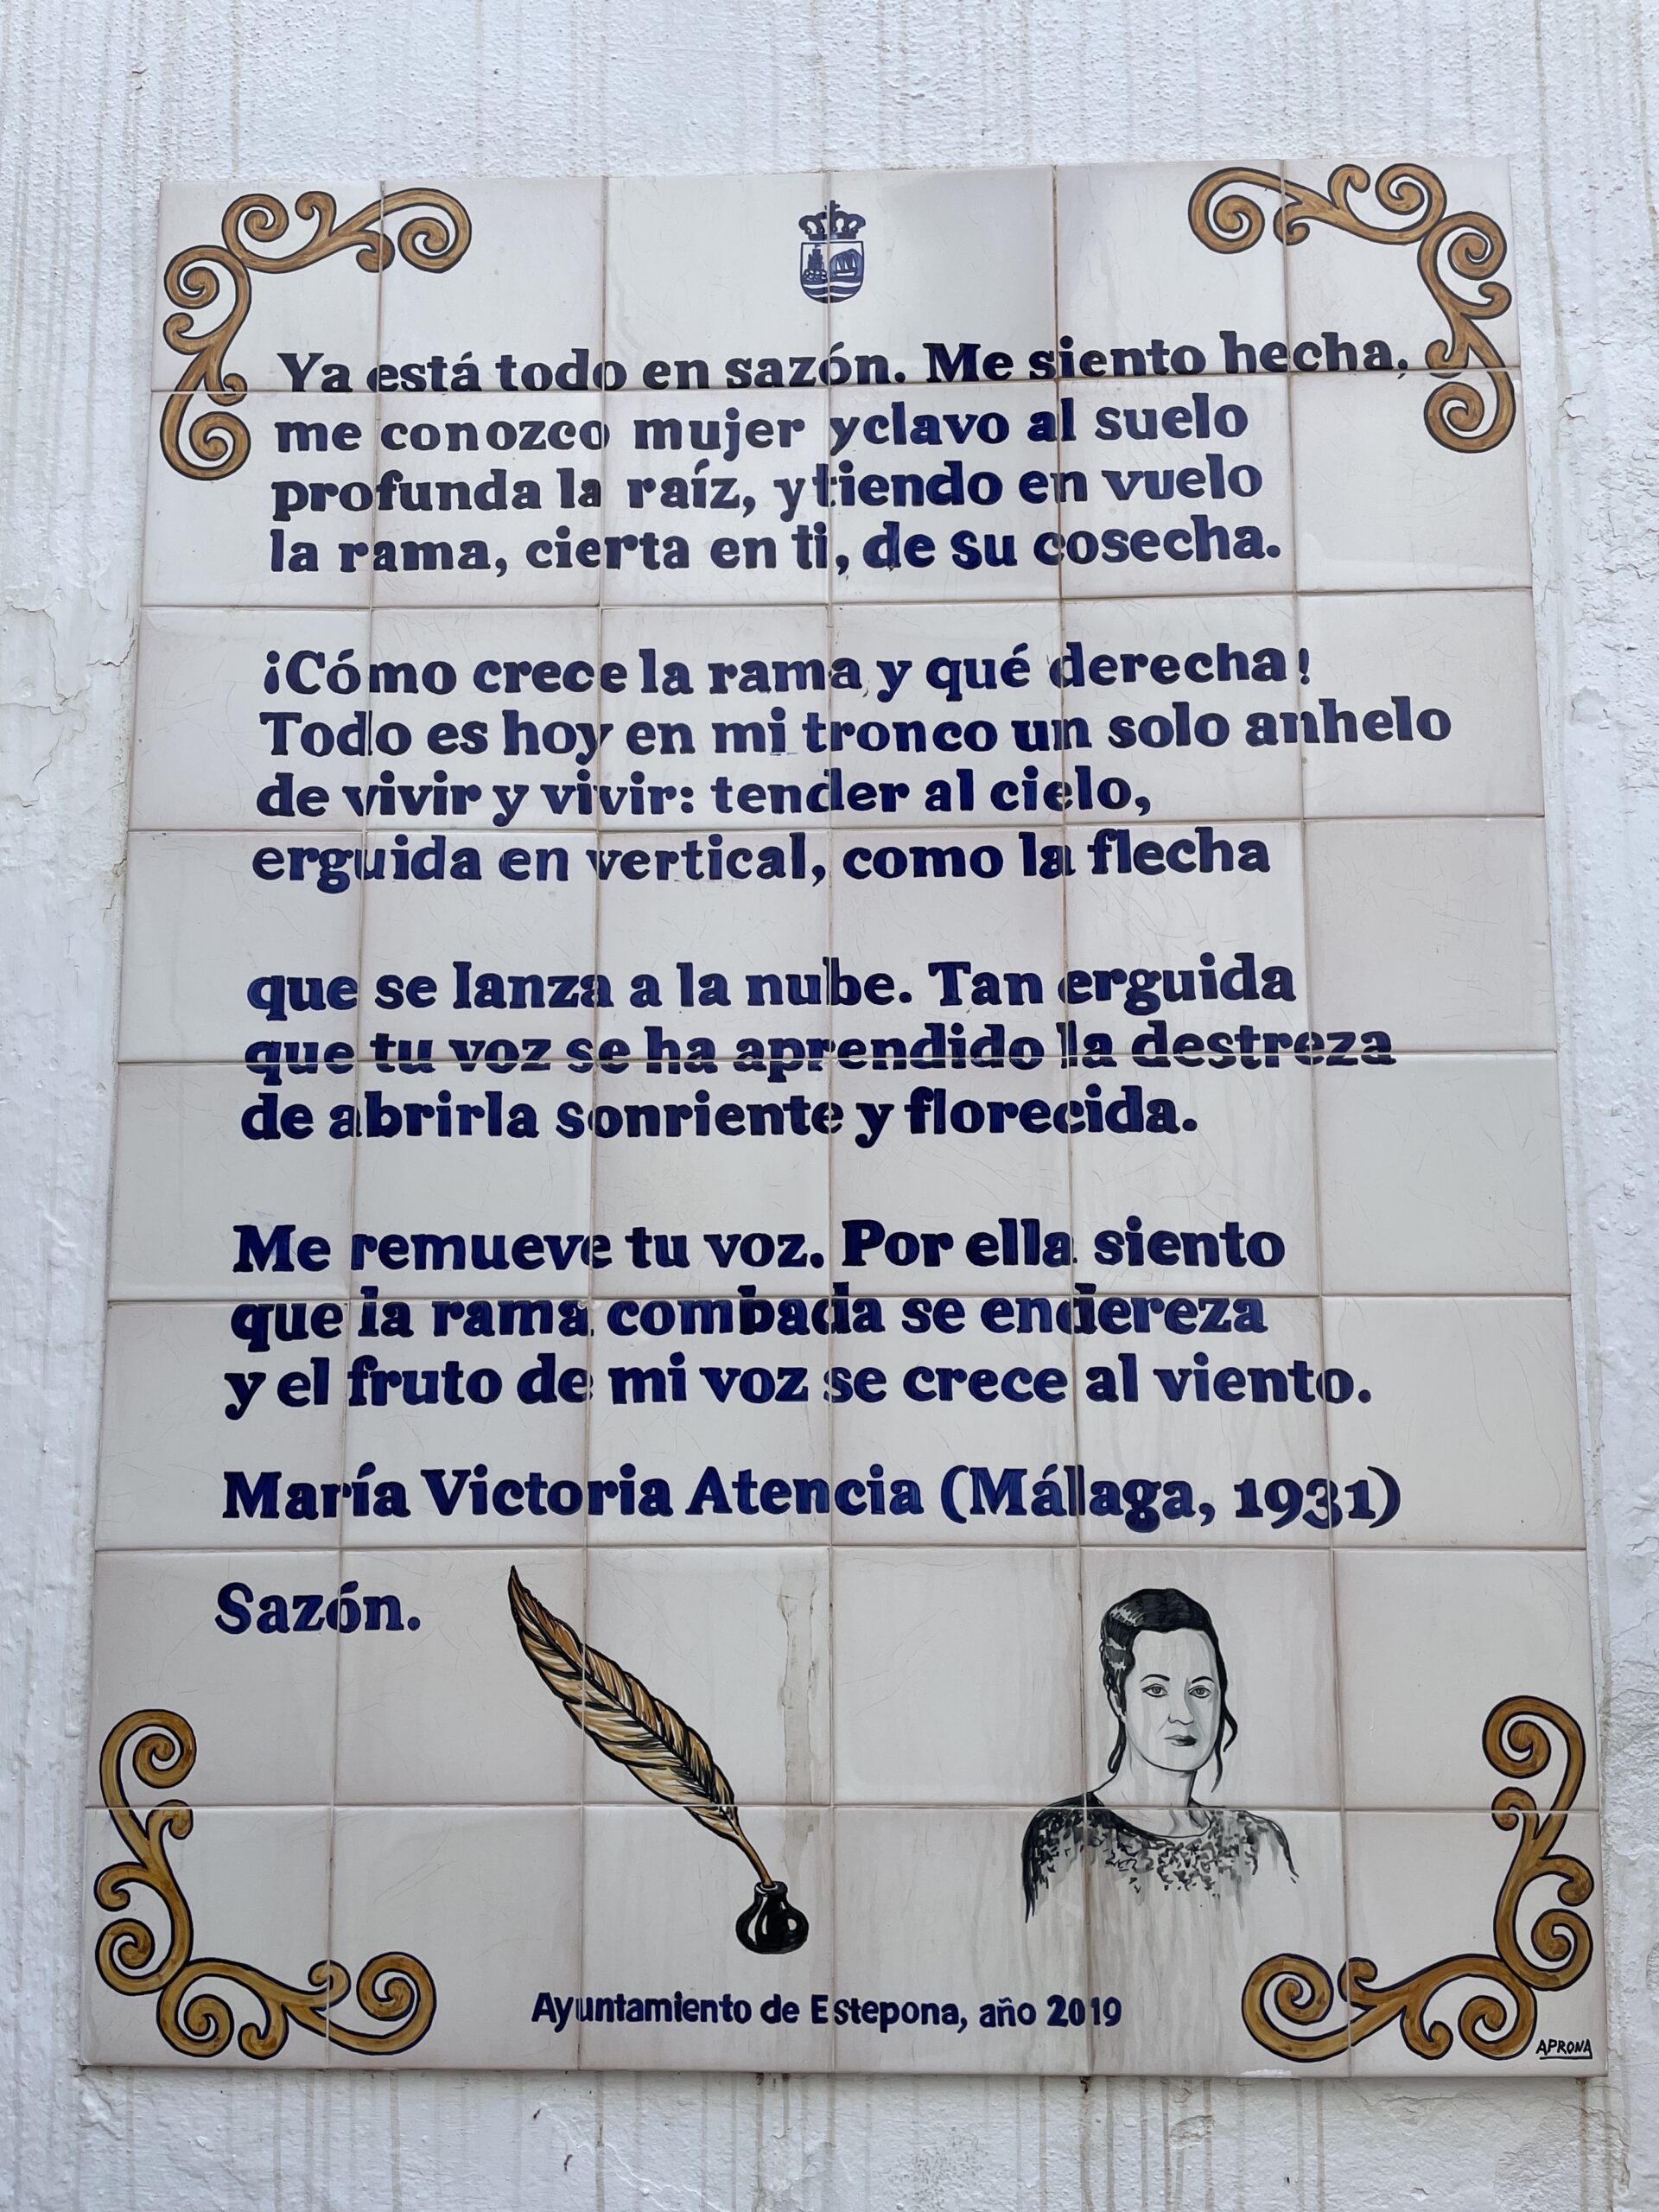 Ya está todo en sazón. Me siento hecha,
me conozco mujer y clavo al suelo
profunda la raíz, y tiendo en vuelo
la rama, cierta en ti, de su cosecha.
¡Cómo crece la rama y qué derecha!
Todo es hoy en mi tronco un solo anhelo
de vivir y vivir: tender al cielo,
erguida en vertical, como la flecha
que se lanza a la nube. Tan erguida
que tu voz se ha aprendido la destreza
de abrirla sonriente y florecida.
Me remueve tu voz. Por ella siento
que la rama combada se endereza
y el fruto de mi voz se crece al viento.
María Victoria Atencia (Málaga, 1931)
Sazón.
Ayuntamiento de Estepona, año 2019
APRONA